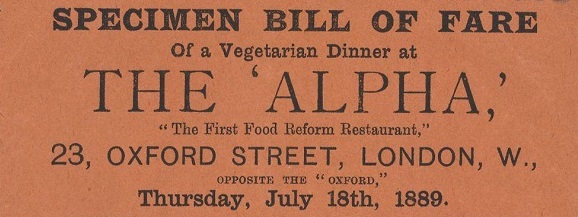 SPECIMEN BILL OF FARE
Of a Vegetarian Dinner at
THE ‘ALPHA,’
“The First Food Reform Restaurant,”
23, OXFORD STREET, LONDON, W.,
OPPOSITE THE “OXFORD,”
Thursday, July 18th, 1889.